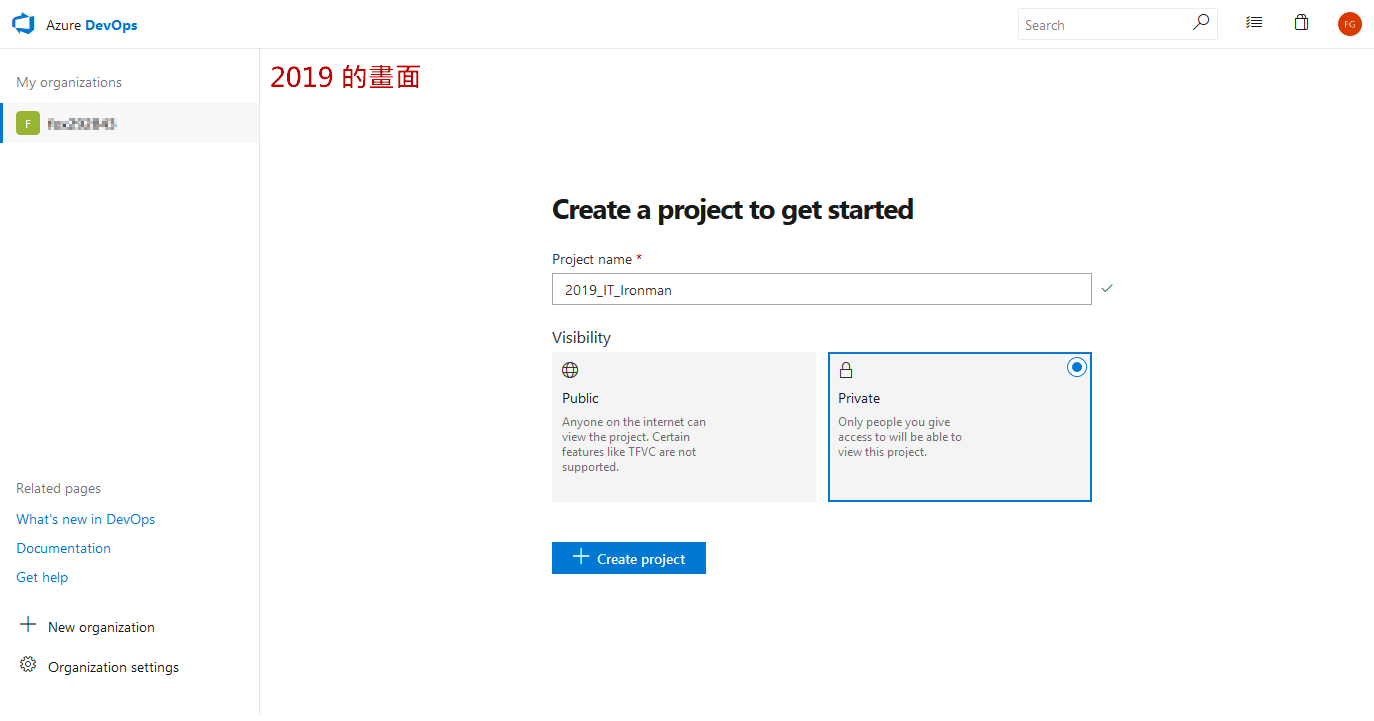 Azure DevOps
Search
FG
My organizations
F
2019 的畫面
Create a project to get started
Project name *
2019_IT_Ironman
Visibility
Public
Anyone on the internet can
view the project. Certain
features like TFVC are not
supported.
Private
Only people you give
access to will be able to
view this project.
Create project
Related pages
What's new in DevOps
Documentation
Get help
New organization
Organization settings